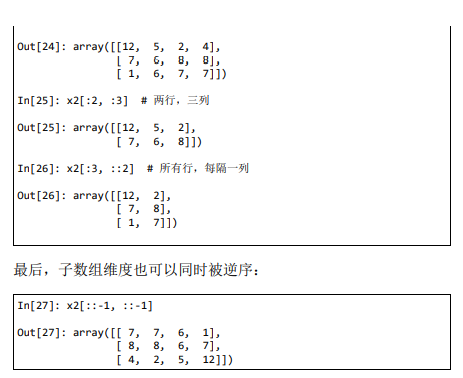 Out[24]: array([[12, 5, 2, 4],
[ 7, 6, 8, 8],
[ 1, 6, 7, 7]])
In[25]: x2[:2, :3] # 两行，三列
Out[25]: array([[12, 5, 2],
[ 7, 6, 8]])
In[26]: x2[:3, ::2] # 所有行，每隔一列
Out[26]: array([[12, 2],
[ 7, 8],
[ 1, 7]])
最后，子数组维度也可以同时被逆序：
In[27]: x2[::-1, ::-1]
Out[27]: array([[ 7, 7, 6, 1],
[ 8, 8, 6, 7],
[ 4, 2, 5, 12]])